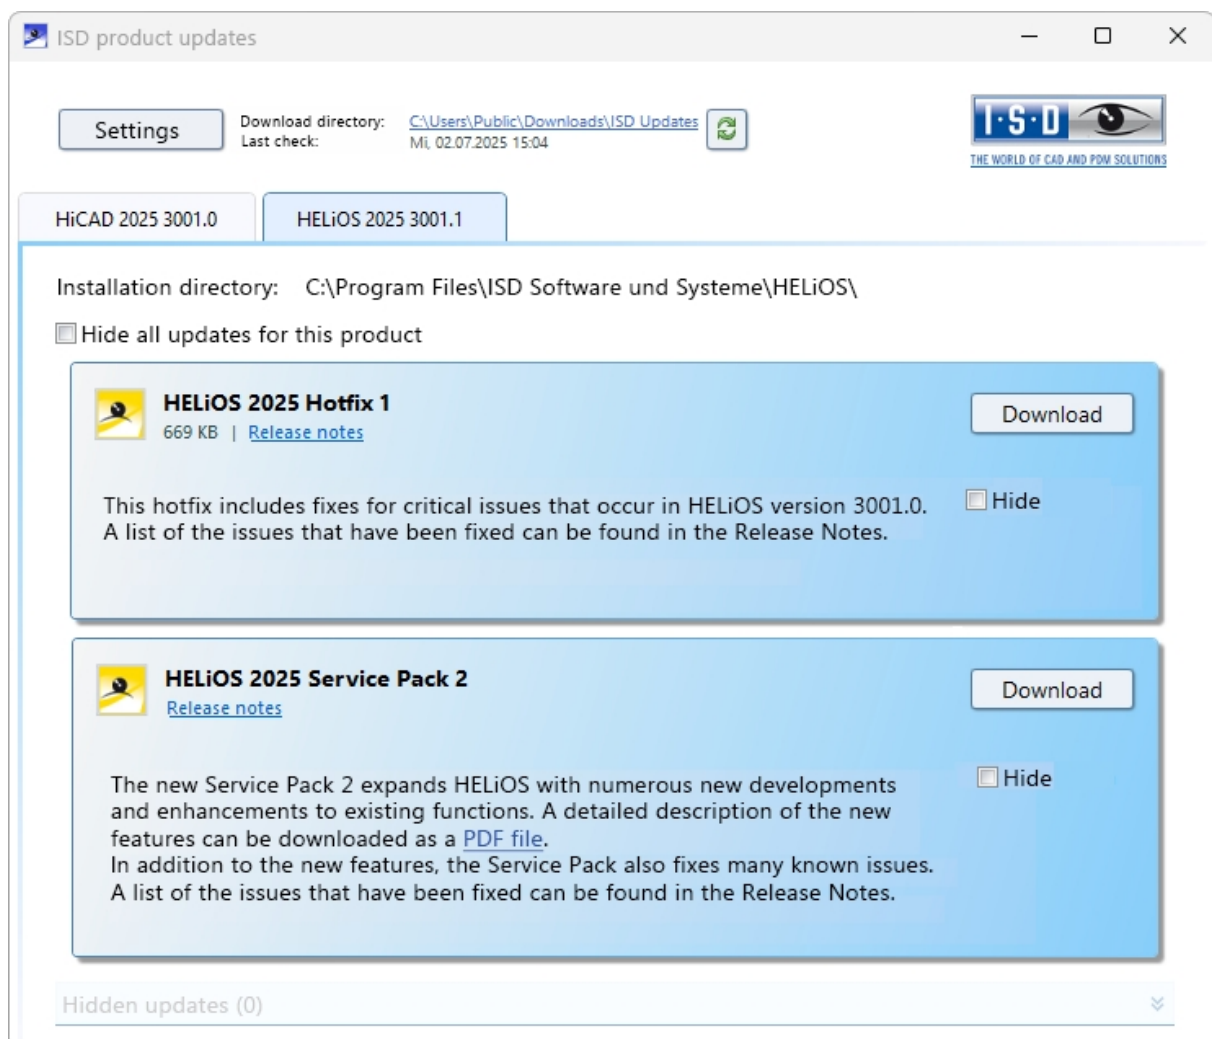 ISD product updates
Settings
Download directory: C:\Users\Public\Downloads\ISD Updates
Last check: Mi, 02.07.2025 15:04
I·S·D
THE WORLD OF CAD AND PDM SOLUTIONS
HiCAD 2025 3001.0 HELiOS 2025 3001.1
Installation directory: C:\Program Files\ISD Software und Systeme\HELiOS\
Hide all updates for this product
HELiOS 2025 Hotfix 1
669 KB | Release notes
Download
This hotfix includes fixes for critical issues that occur in HELiOS version 3001.0.
A list of the issues that have been fixed can be found in the Release Notes.
Hide
HELiOS 2025 Service Pack 2
Release notes
Download
The new Service Pack 2 expands HELiOS with numerous new developments
and enhancements to existing functions. A detailed description of the new
features can be downloaded as a PDF file.
In addition to the new features, the Service Pack also fixes many known issues.
A list of the issues that have been fixed can be found in the Release Notes.
Hide
Hidden updates (0)